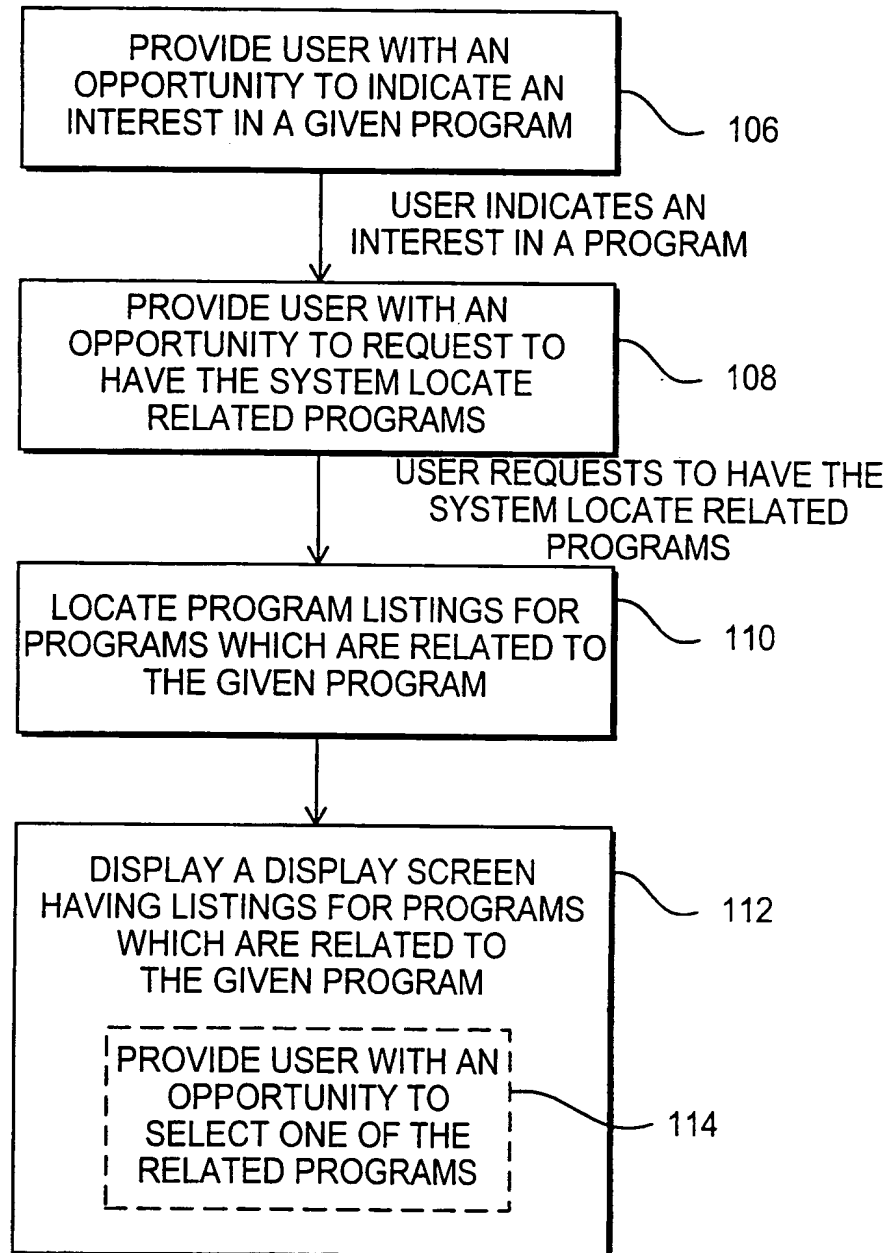 PROVIDE USER WITH AN
OPPORTUNITY TO INDICATE AN
INTEREST IN A GIVEN PROGRAM
106
USER INDICATES AN
INTEREST IN A PROGRAM
PROVIDE USER WITH AN
OPPORTUNITY TO REQUEST TO
HAVE THE SYSTEM LOCATE
RELATED PROGRAMS
108
USER REQUESTS TO HAVE THE
SYSTEM LOCATE RELATED
PROGRAMS
LOCATE PROGRAM LISTINGS FOR
PROGRAMS WHICH ARE RELATED TO
THE GIVEN PROGRAM
110
DISPLAY A DISPLAY SCREEN
HAVING LISTINGS FOR PROGRAMS
WHICH ARE RELATED TO
THE GIVEN PROGRAM
112
PROVIDE USER WITH AN
OPPORTUNITY TO
SELECT ONE OF THE
RELATED PROGRAMS
114